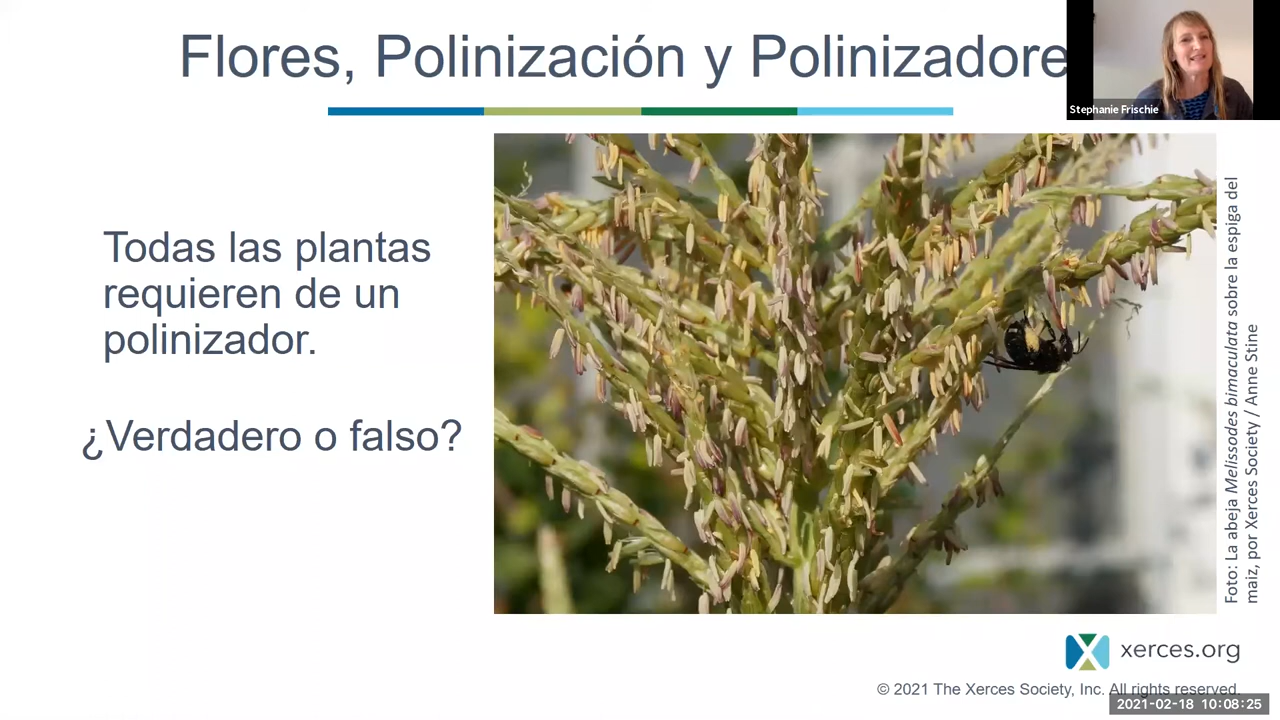 Flores, Polinización y Polinizadore
Stephanie Frischie
Todas las plantas
requieren de un
polinizador.
¿Verdadero o falso?
Foto: La abeja Melissodes bimaculata sobre la espiga del
maiz, por Xerces Society / Anne Stine
xerces.org
© 2021 The Xerces Society, Inc. All rights reserved.
2021-02-18 10:08:25